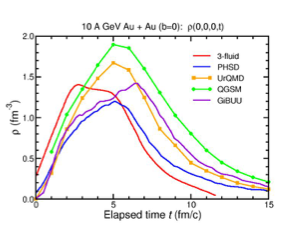 10 A GeV Au + Au (b=0): ρ(0,0,0,t)
2.0
1.5
1.0
0.5
0.0
ρ (fm⁻³)
3-fluid
PHSD
UrQMD
QGSM
GiBUU
0 5 10 15
Elapsed time t (fm/c)